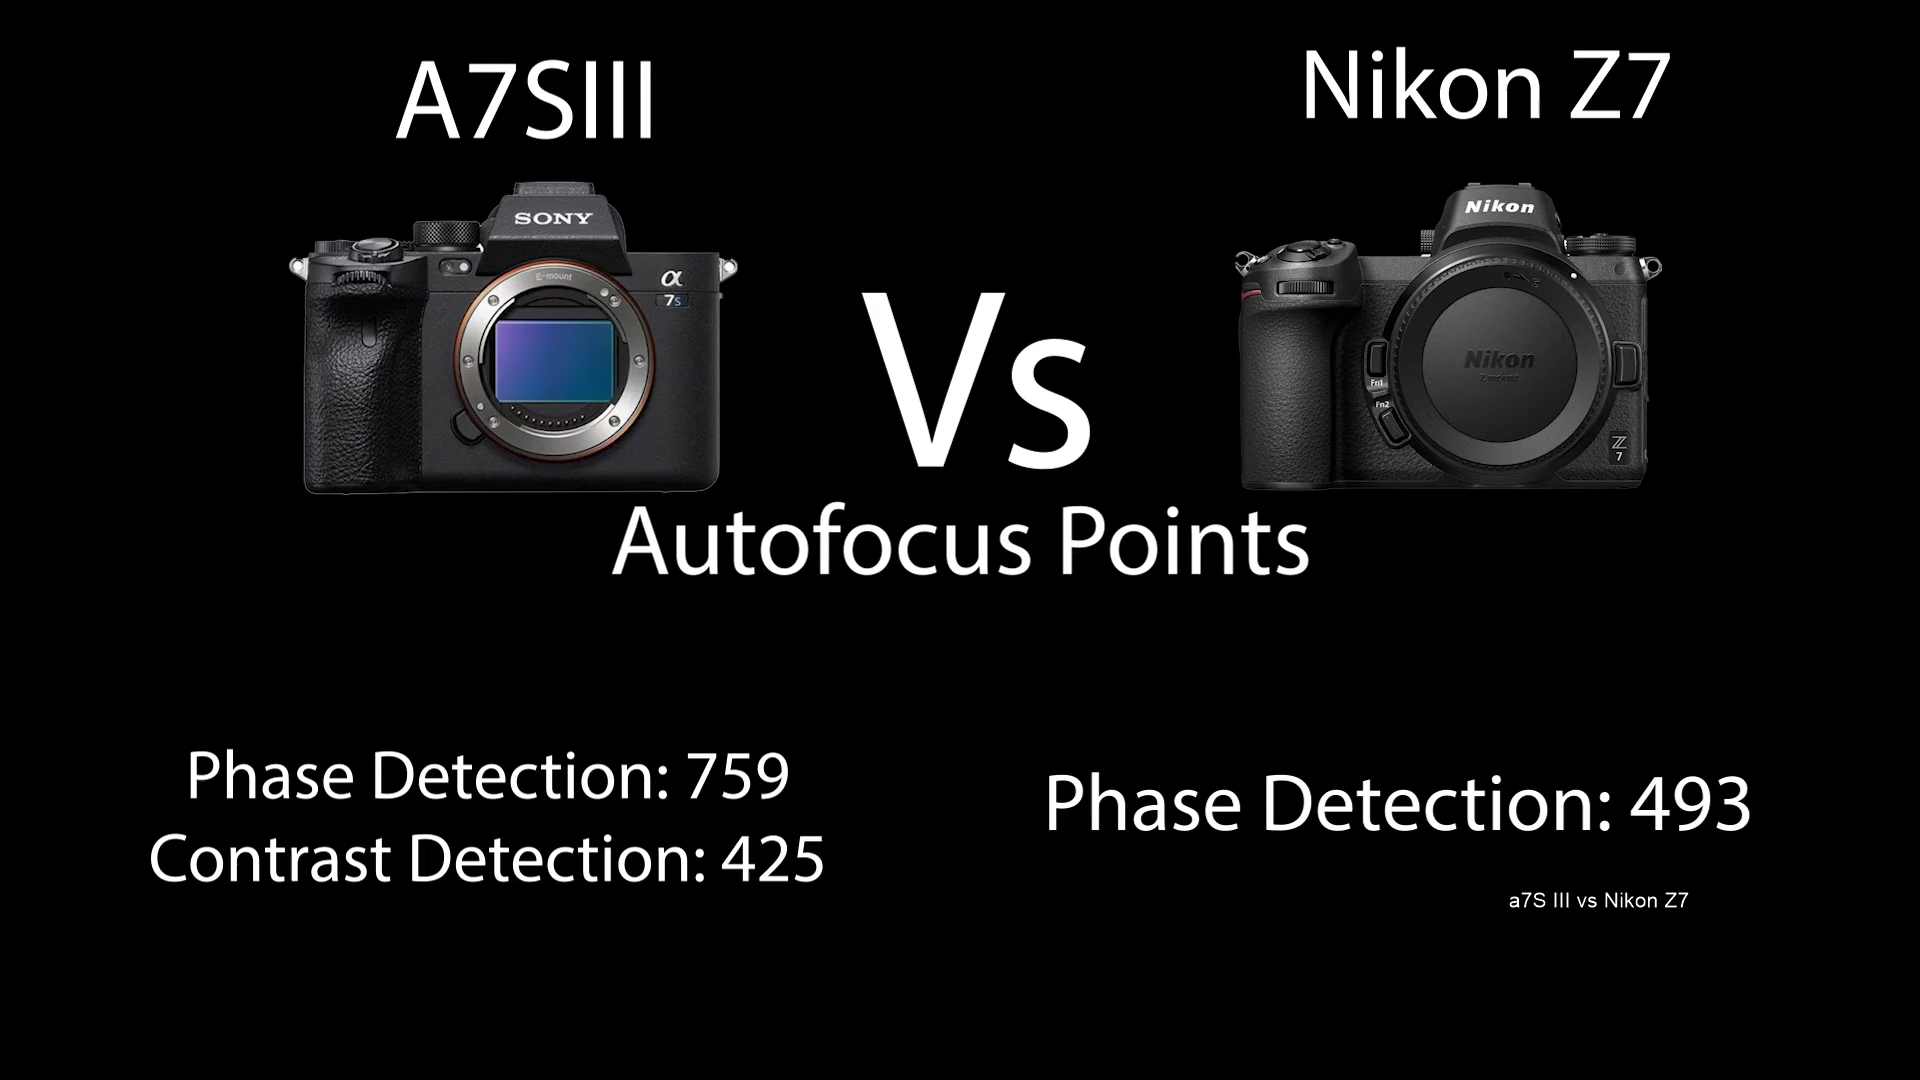 A7SIII
Nikon Z7
SONY
E-mount
α
7s
Nikon
Nikon
Z mount
Fn1
Fn2
Z
7
Vs
Autofocus Points
Phase Detection: 759
Contrast Detection: 425
Phase Detection: 493
a7S III vs Nikon Z7